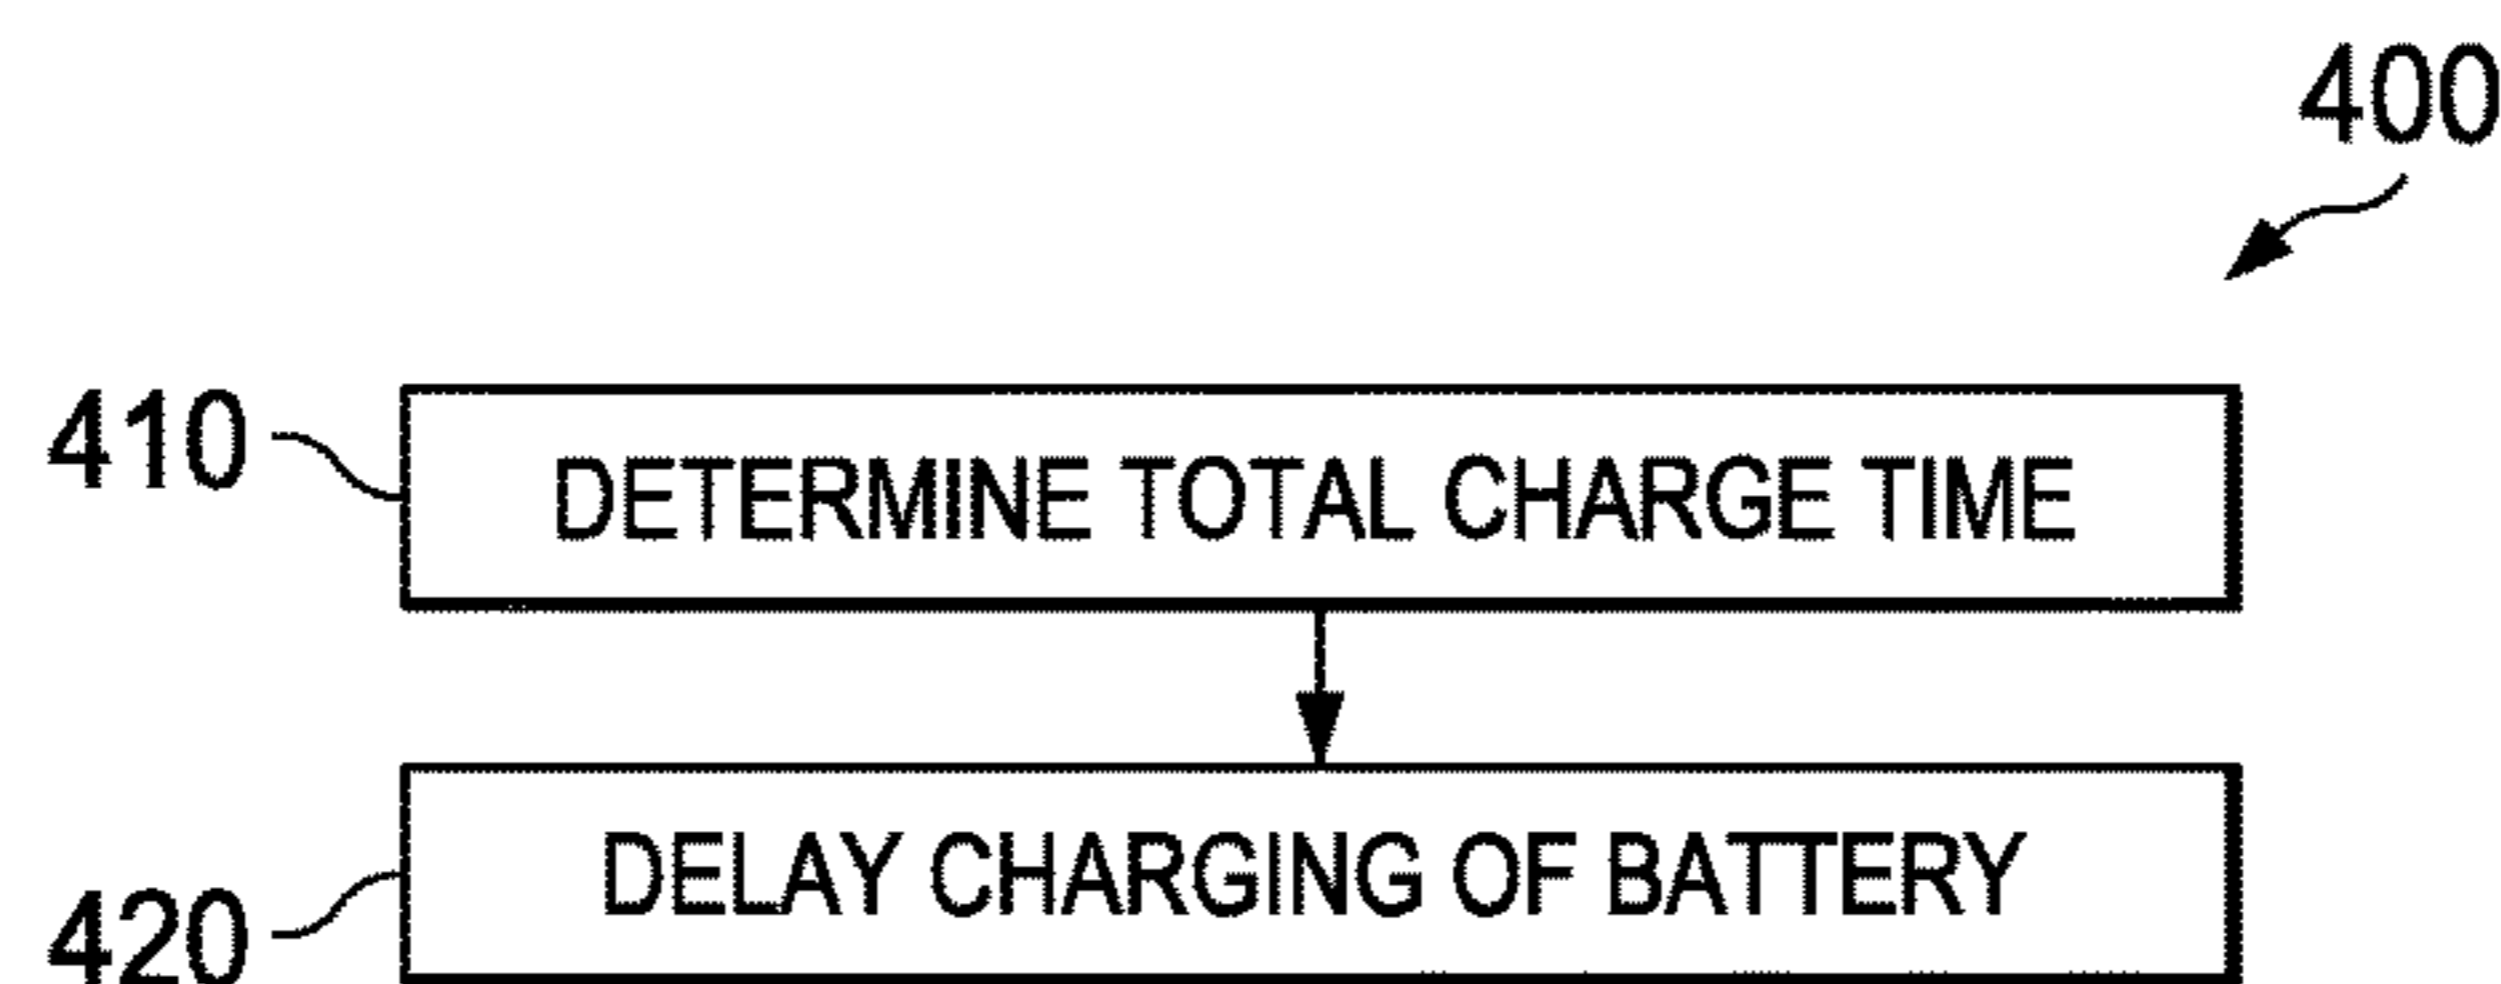 400
410
DETERMINE TOTAL CHARGE TIME
DELAY CHARGING OF BATTERY
420